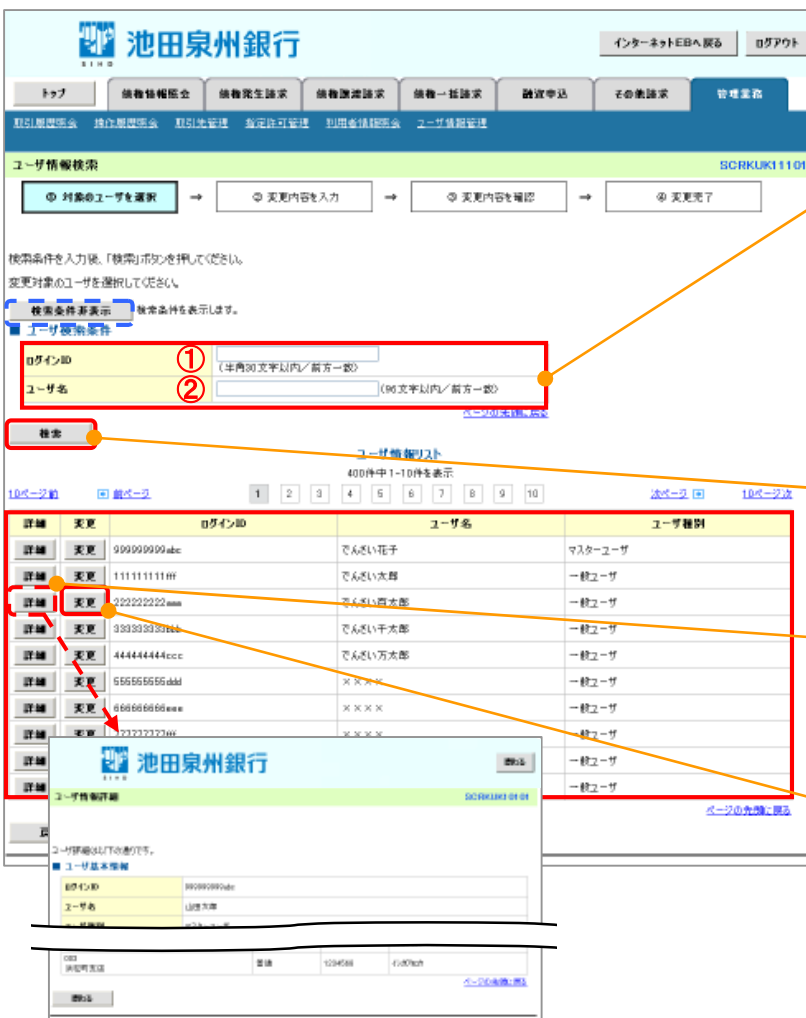 池田泉州銀行
SIHD
インターネットEBへ戻る
ログアウト
トップ
債権情報照会
債権発生請求
債権譲渡請求
債権一括請求
融資申込
その他請求
管理業務
取引履歴照会 操作履歴照会 取引先管理 指定許可管理 利用者情報照会 ユーザ情報管理
ユーザ情報検索
SCRKUK11101
① 対象のユーザを選択 → ② 変更内容を入力 → ③ 変更内容を確認 → ④ 変更完了
検索条件を入力後、「検索」ボタンを押してください。
変更対象のユーザを選択してください。
検索条件非表示 検索条件を表示します。
■ ユーザ検索条件
ログインID ① (半角30文字以内/前方一致)
ユーザ名 ② (96文字以内/前方一致)
ページの先頭に戻る
検索
ユーザ情報リスト
400件中1-10件を表示
10ページ前 前ページ 1 2 3 4 5 6 7 8 9 10 次ページ 10ページ次
詳細 変更 ログインID ユーザ名 ユーザ種別
詳細 変更 999999999abc でんさい花子 マスターユーザ
詳細 変更 111111111fff でんさい太郎 一般ユーザ
詳細 変更 222222222aaa でんさい百太郎 一般ユーザ
詳細 変更 333333333bbb でんさい千太郎 一般ユーザ
詳細 変更 444444444ccc でんさい万太郎 一般ユーザ
詳細 変更 555555555ddd ×××× 一般ユーザ
詳細 変更 666666666eee ×××× 一般ユーザ
詳細 変更 777777777fff ×××× 一般ユーザ
詳細 一般ユーザ
詳細 一般ユーザ
ページの先頭に戻る
池田泉州銀行
閉じる
ユーザ情報詳細
SCRKUK10101
ユーザ詳細は以下の通りです。
■ ユーザ基本情報
ログインID 999999999abc
ユーザ名 山田太郎
普通 1234566
ページの先頭に戻る
閉じる